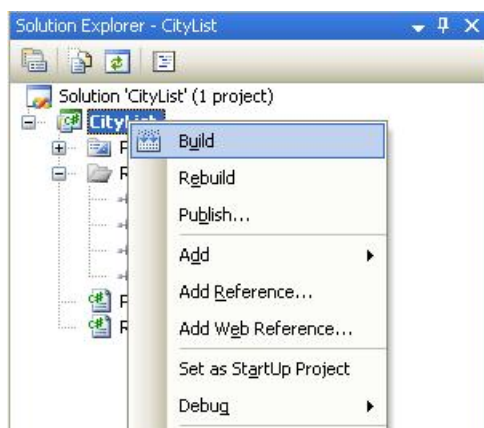 Solution Explorer - CityList
Solution 'CityList' (1 project)
CityList
Build
Rebuild
Publish...
Add
Add Reference...
Add Web Reference...
Set as StartUp Project
Debug